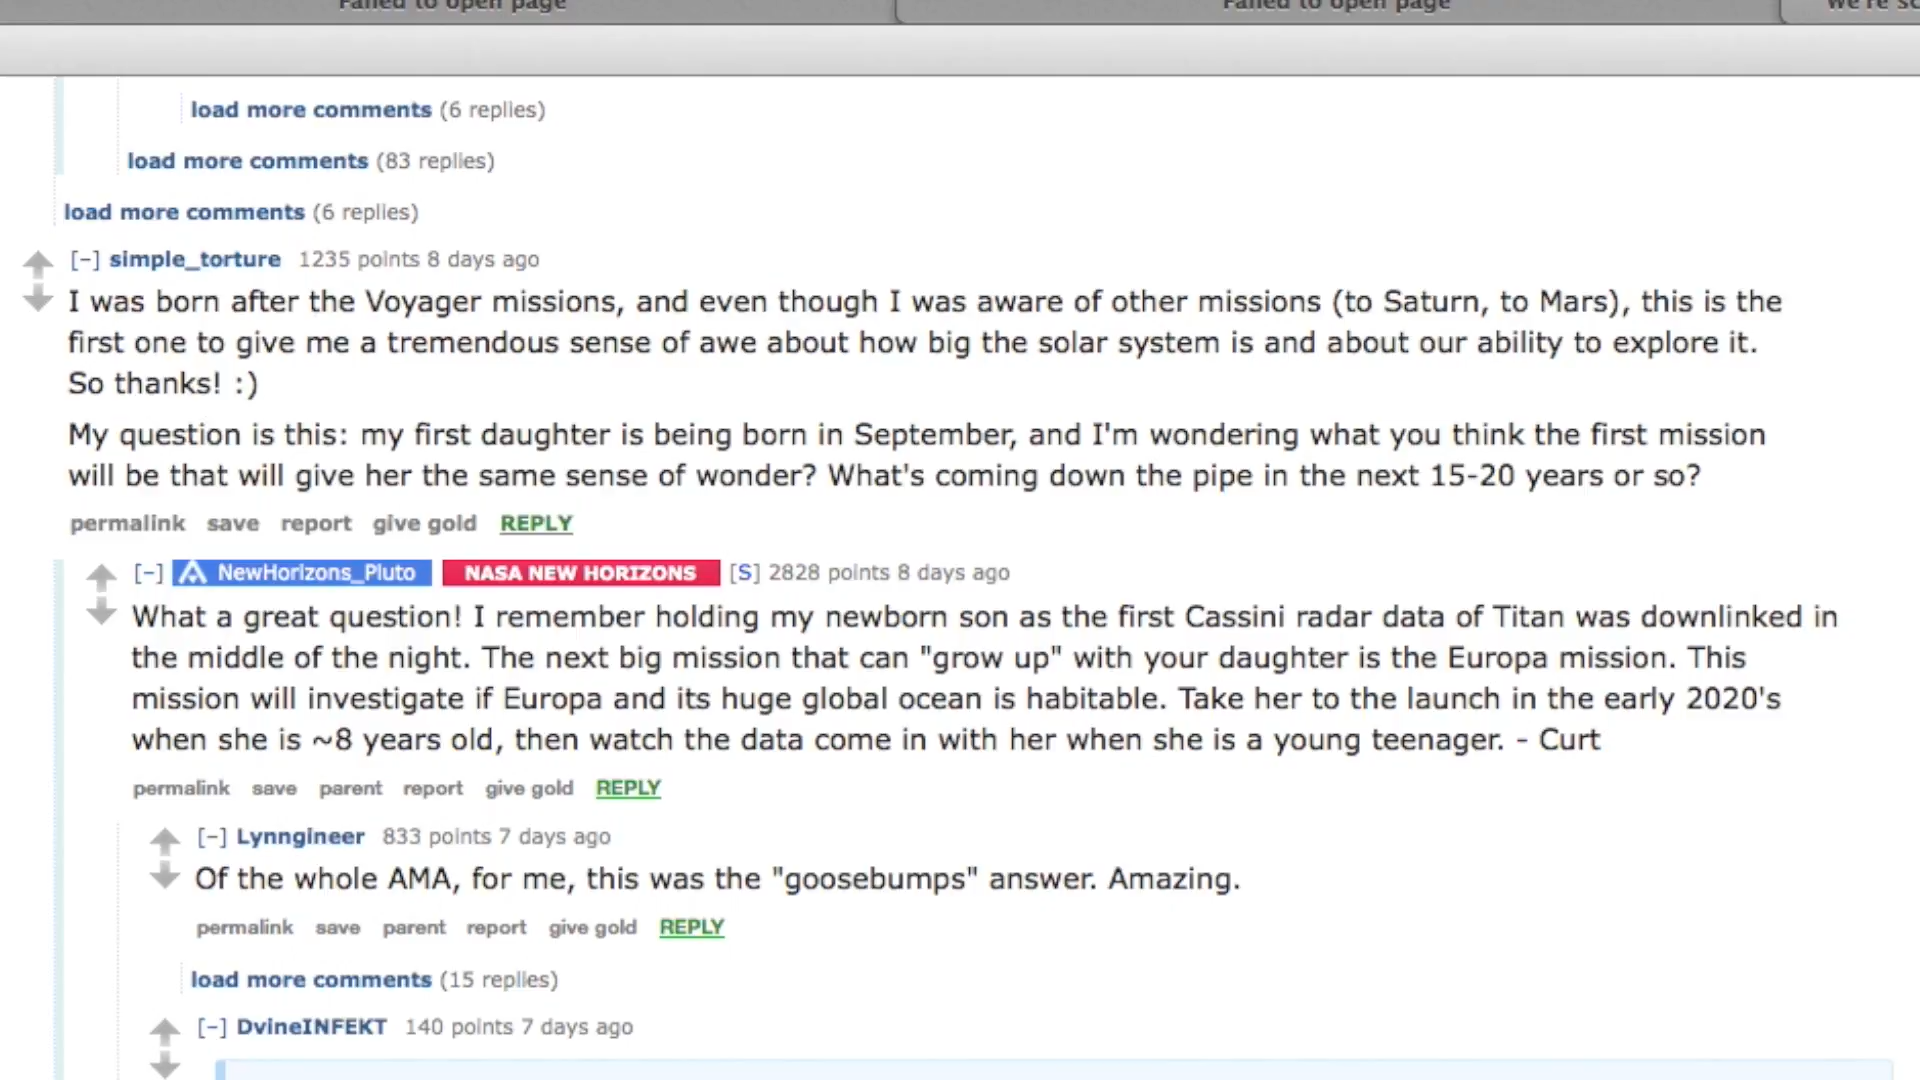 Failed to open page
Failed to open page
We're sc
load more comments (6 replies)
load more comments (83 replies)
load more comments (6 replies)
[–] simple_torture 1235 points 8 days ago
I was born after the Voyager missions, and even though I was aware of other missions (to Saturn, to Mars), this is the
first one to give me a tremendous sense of awe about how big the solar system is and about our ability to explore it.
So thanks! :)
My question is this: my first daughter is being born in September, and I'm wondering what you think the first mission
will be that will give her the same sense of wonder? What's coming down the pipe in the next 15-20 years or so?
permalink save report give gold REPLY
[–] NewHorizons_Pluto NASA NEW HORIZONS [S] 2828 points 8 days ago
What a great question! I remember holding my newborn son as the first Cassini radar data of Titan was downlinked in
the middle of the night. The next big mission that can "grow up" with your daughter is the Europa mission. This
mission will investigate if Europa and its huge global ocean is habitable. Take her to the launch in the early 2020's
when she is ~8 years old, then watch the data come in with her when she is a young teenager. - Curt
permalink save parent report give gold REPLY
[–] Lynngineer 833 points 7 days ago
Of the whole AMA, for me, this was the "goosebumps" answer. Amazing.
permalink save parent report give gold REPLY
load more comments (15 replies)
[–] DvineINFEKT 140 points 7 days ago